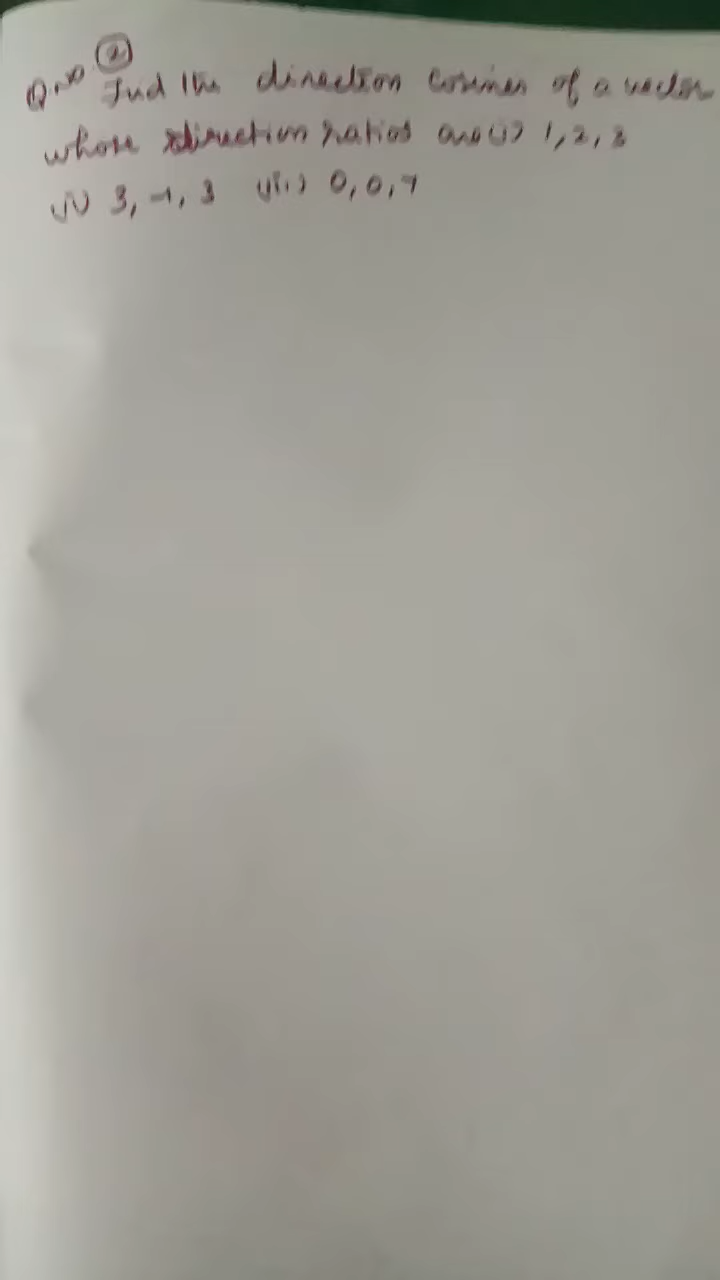 Q.no ② Find the direction cosines of a vector
whose direction ratios are (i) 1, 2, 3
(ii) 3, -1, 3 (iii) 0, 0, 7